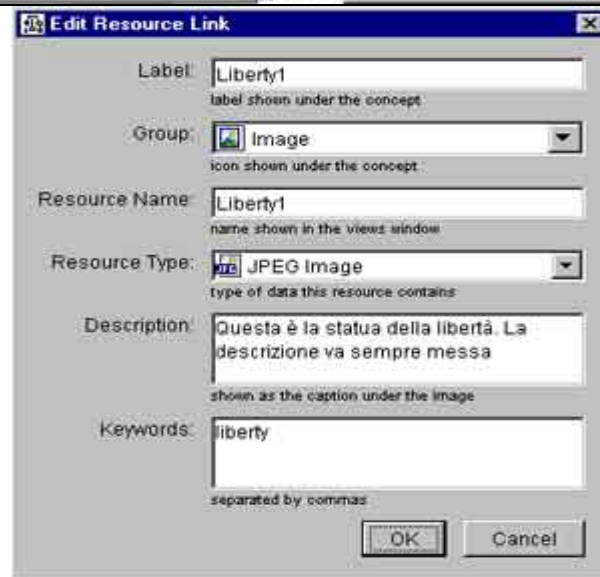 Edit Resource Link
Label: Liberty1
label shown under the concept
Group: Image
icon shown under the concept
Resource Name: Liberty1
name shown in the views window
Resource Type: JPEG Image
type of data this resource contains
Description: Questa è la statua della libertà. La
descrizione va sempre messa
shown as the caption under the image
Keywords: liberty
separated by commas
OK Cancel